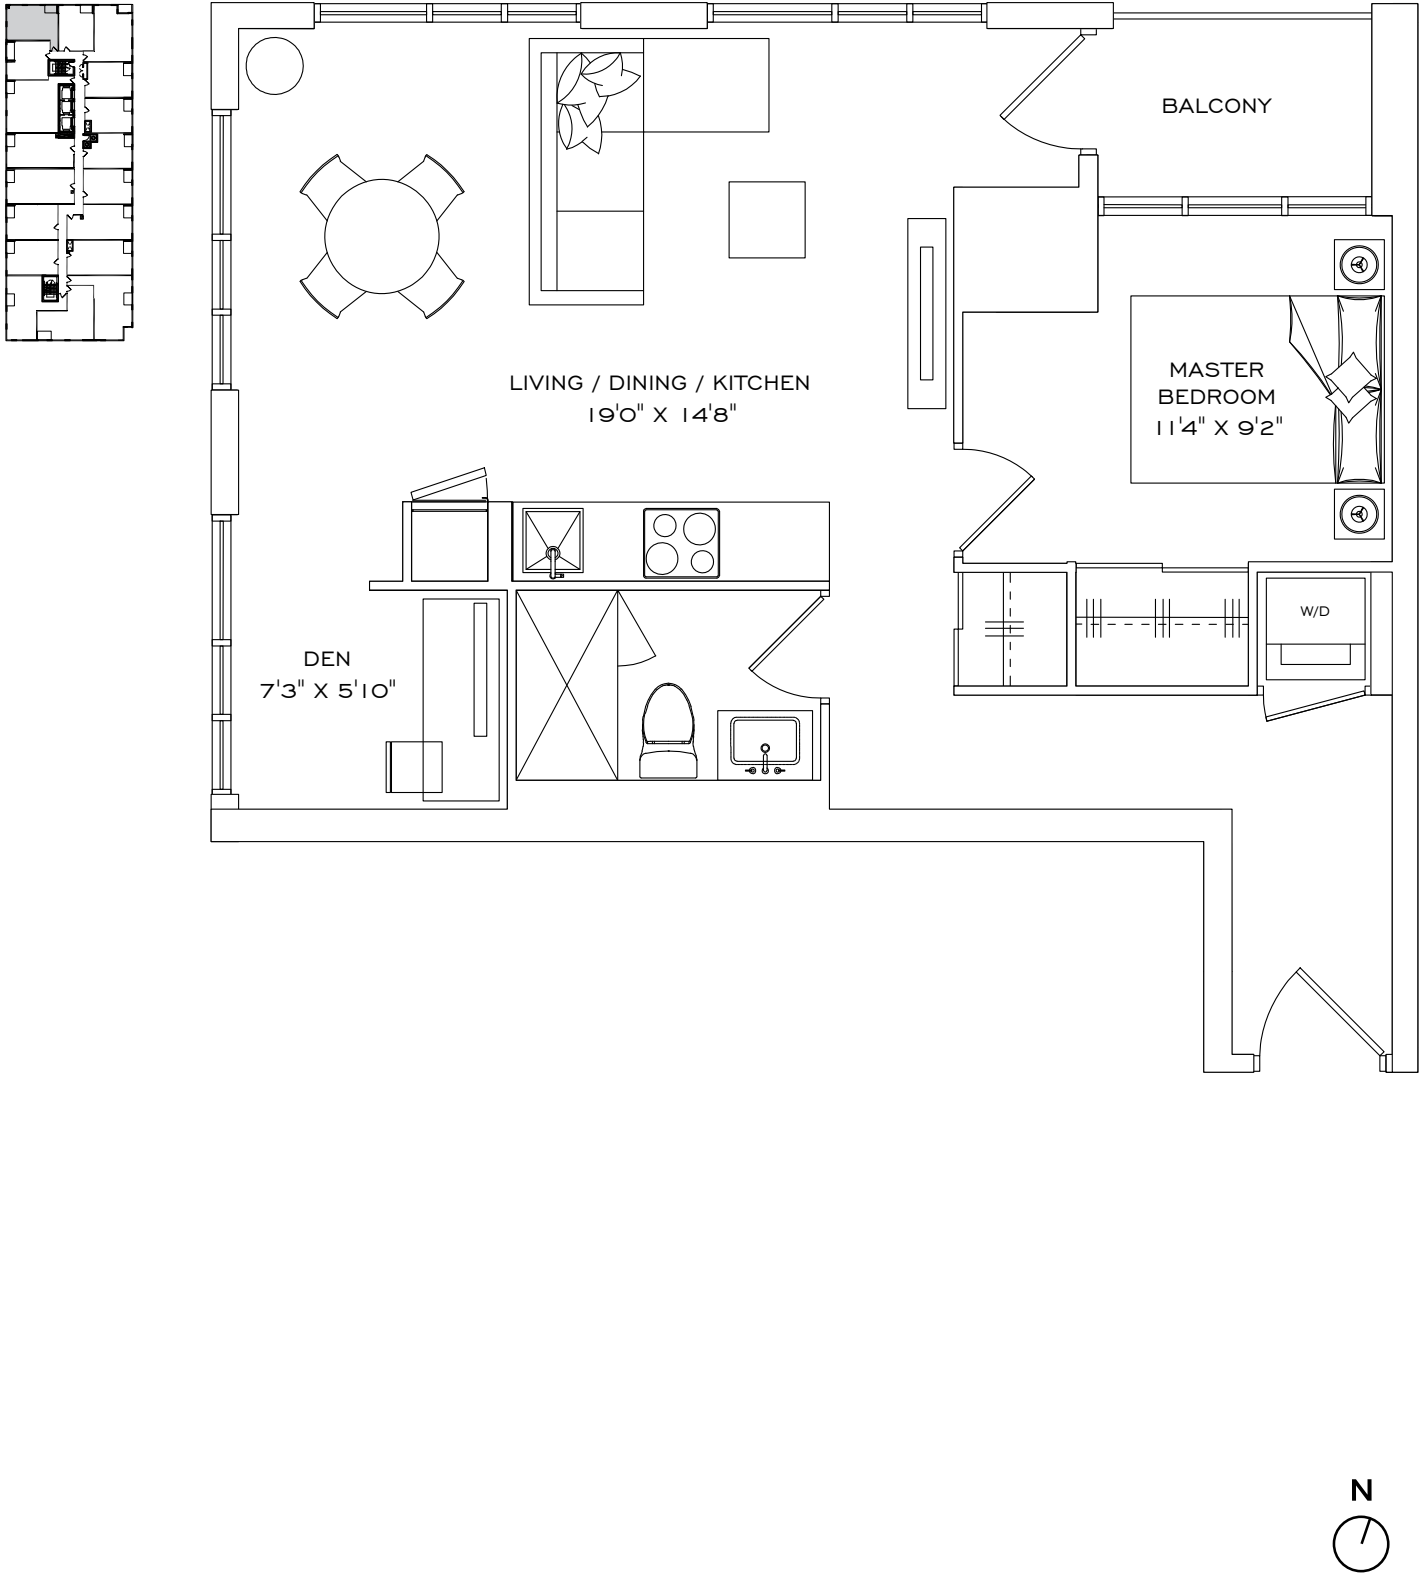 BALCONY
LIVING / DINING / KITCHEN
19'0" X 14'8"
MASTER
BEDROOM
11'4" X 9'2"
W/D
DEN
7'3" X 5'10"
N